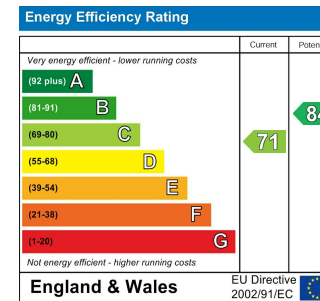 Energy Efficiency Rating
Current
Very energy efficient - lower running costs
(92 plus) A
(81-91) B
84
(69-80) C
71
(55-68) D
(39-54) E
(21-38) F
(1-20) G
Not energy efficient - higher running costs
England & Wales
EU Directive
2002/91/EC